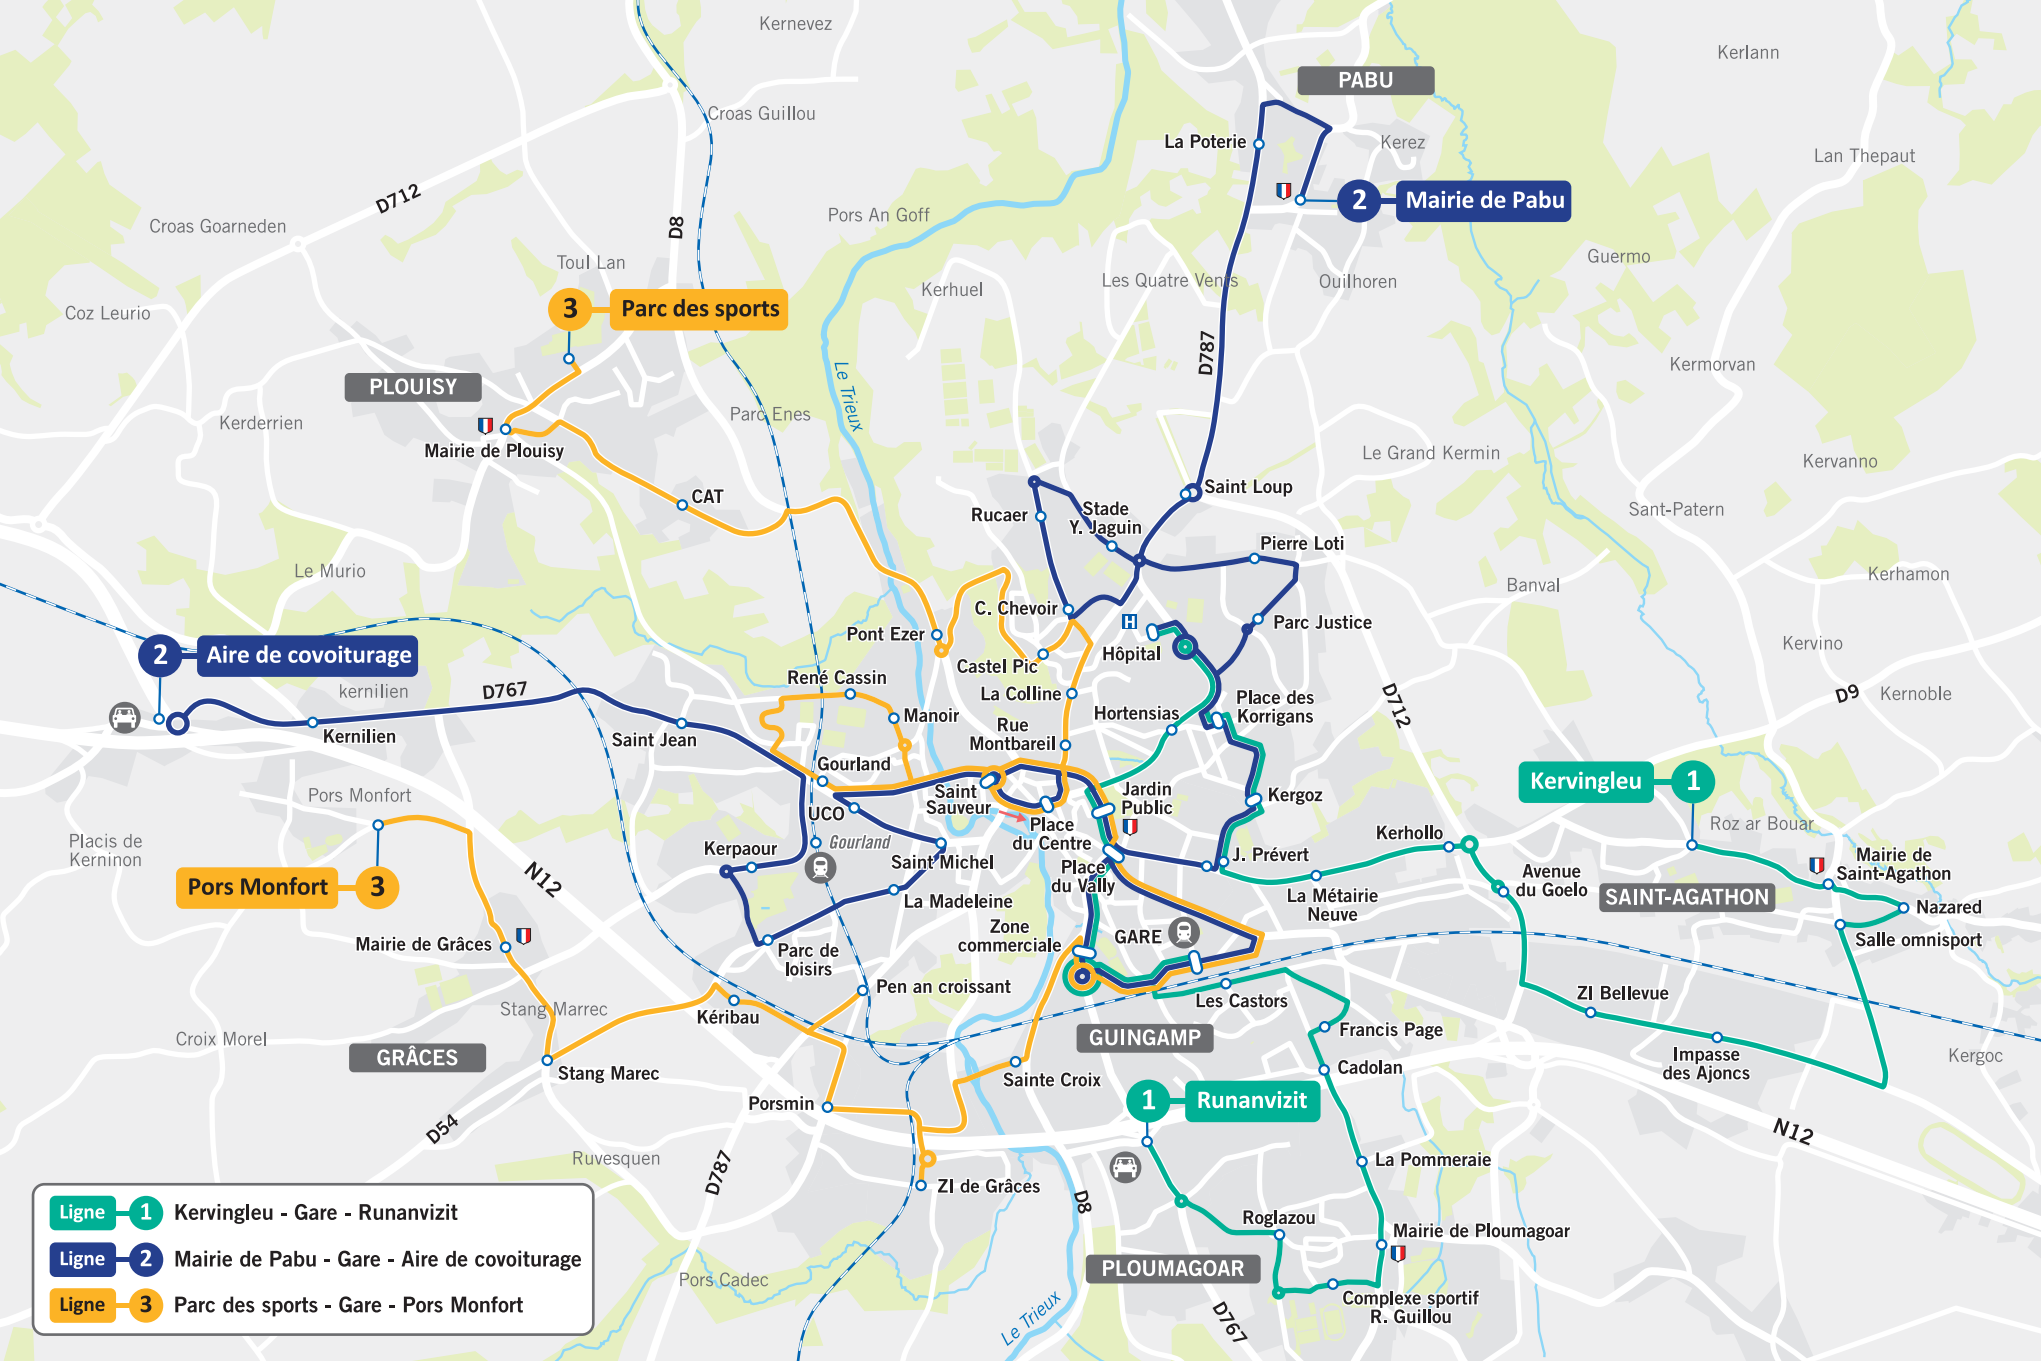 Kernevez
Kerlann
PABU
Croas Guillou
La Poterie
Kerez
Lan Thepaut
D712
2
Mairie de Pabu
Croas Goarneden
D8
Pors An Goff
Toul Lan
Guermo
Kerhuel
Les Quatre Vents
Ouilhoren
Coz Leurio
3
Parc des sports
D787
Kermorvan
PLOUISY
Le Trieux
Kerderrien
Parc Enes
Mairie de Plouisy
Le Grand Kermin
Kervanno
CAT
Saint Loup
Rucaer
Stade
Y. Jaguin
Sant-Patern
Pierre Loti
Le Murio
Banval
Kerhamon
C. Chevoir
H
Parc Justice
Pont Ezer
Kervino
2
Aire de covoiturage
Castel Pic
Hôpital
kernilien
D767
René Cassin
La Colline
Place des
Korrigans
D712
D9
Kernoble
Kernilien
Saint Jean
Manoir
Rue
Montbareil
Hortensias
Gourland
Kervingleu
1
Pors Monfort
Saint
Sauveur
Jardin
Public
Kergoz
UCO
Place
du Centre
Roz ar Bouar
Placis de
Kerninon
Kerpaour
Gourland
Saint Michel
Kerhollo
J. Prévert
Mairie de
Saint-Agathon
N12
Pors Monfort
3
Place
du Vally
Avenue
du Goelo
La Madeleine
La Métairie
Neuve
SAINT-AGATHON
Nazared
Mairie de Grâces
Zone
commerciale
GARE
Salle omnisport
Parc de
loisirs
Pen an croissant
Les Castors
ZI Bellevue
Stang Marrec
Kéribau
Croix Morel
GRÂCES
GUINGAMP
Francis Page
Impasse
des Ajoncs
Kergoc
Stang Marec
Sainte Croix
Cadolan
Porsmin
1
Runanvizit
D54
N12
Ruvesquen
D787
La Pommeraie
ZI de Grâces
D8
Ligne
1
Kervingleu - Gare - Runanvizit
Roglazou
Mairie de Ploumagoar
Ligne
2
Mairie de Pabu - Gare - Aire de covoiturage
PLOUMAGOAR
Pors Cadec
Ligne
3
Parc des sports - Gare - Pors Monfort
Le Trieux
D767
Complexe sportif
R. Guillou